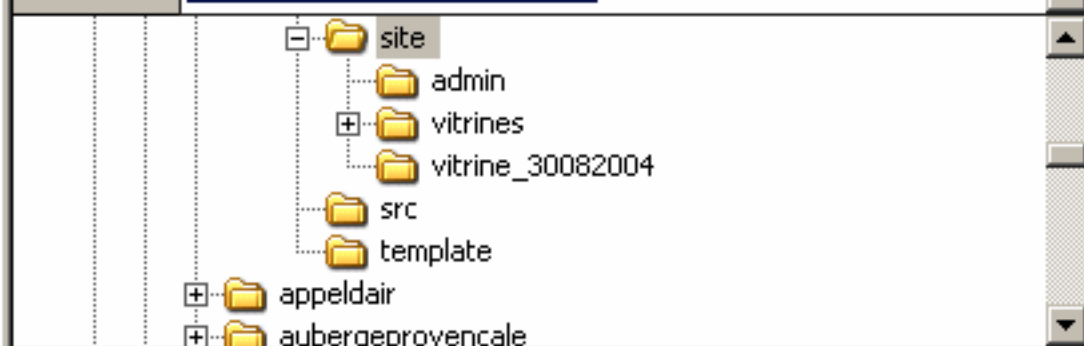 site
admin
vitrines
vitrine_30082004
src
template
appeldair
aubergeprovencale